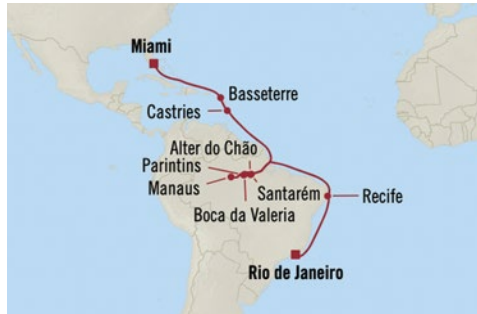 Miami
Basseterre
Castries
Alter do Chão
Parintins
Manaus
Santarém
Boca da Valeria
Recife
Rio de Janeiro